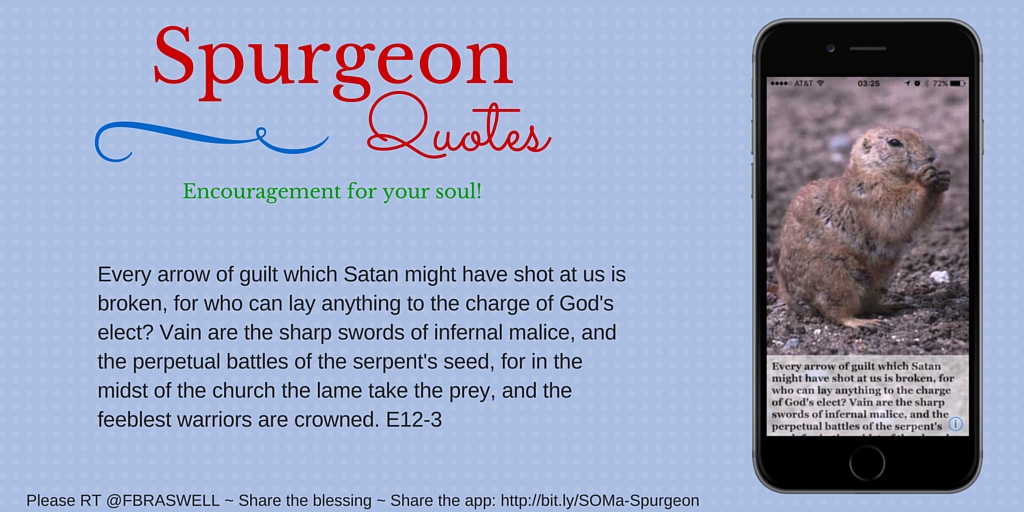 Spurgeon
Quotes
Encouragement for your soul!
Every arrow of guilt which Satan might have shot at us is
broken, for who can lay anything to the charge of God's
elect? Vain are the sharp swords of infernal malice, and
the perpetual battles of the serpent's seed, for in the
midst of the church the lame take the prey, and the
feeblest warriors are crowned. E12-3
Please RT @FBRASWELL ~ Share the blessing ~ Share the app: http://bit.ly/SOMa-Spurgeon
AT&T 03:25 72%
Every arrow of guilt which Satan
might have shot at us is broken, for
who can lay anything to the charge
of God's elect? Vain are the sharp
swords of infernal malice, and the
perpetual battles of the serpent's